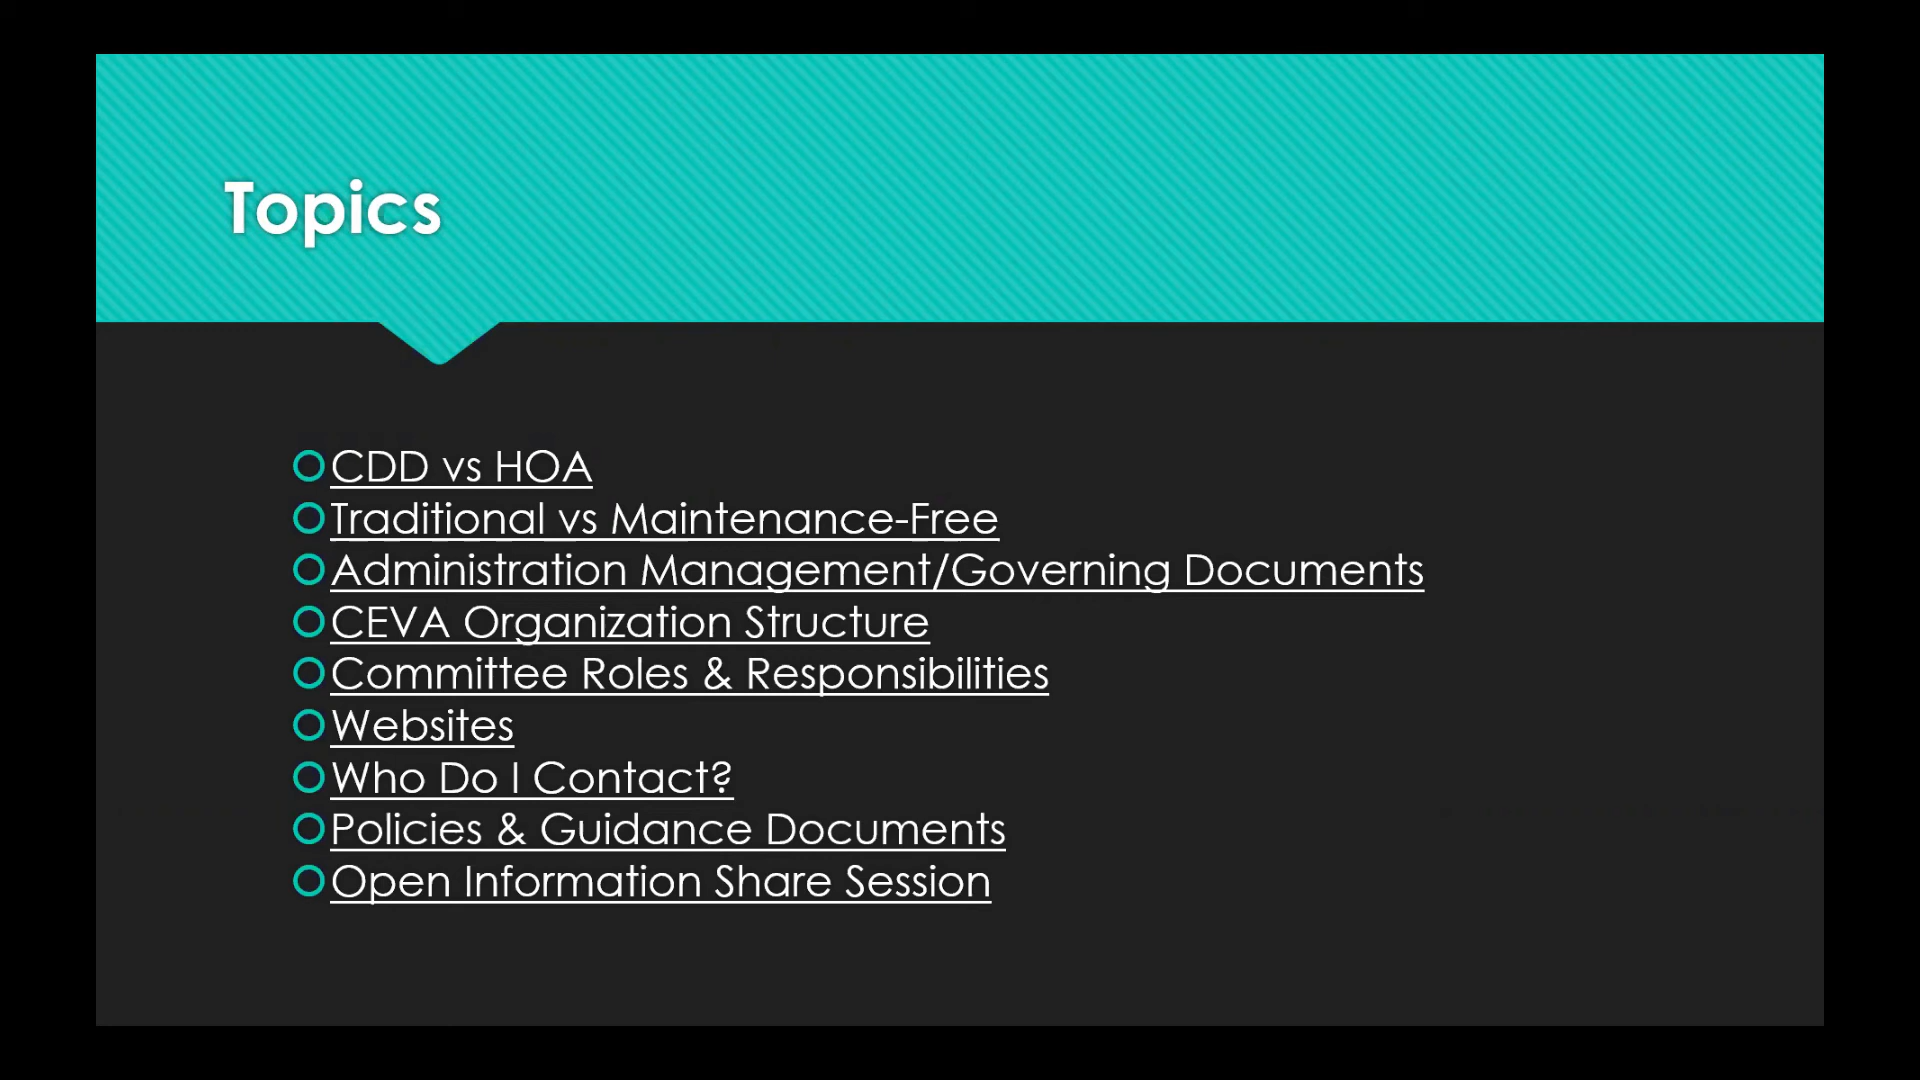 Topics
CDD vs HOA
Traditional vs Maintenance-Free
Administration Management/Governing Documents
CEVA Organization Structure
Committee Roles & Responsibilities
Websites
Who Do I Contact?
Policies & Guidance Documents
Open Information Share Session